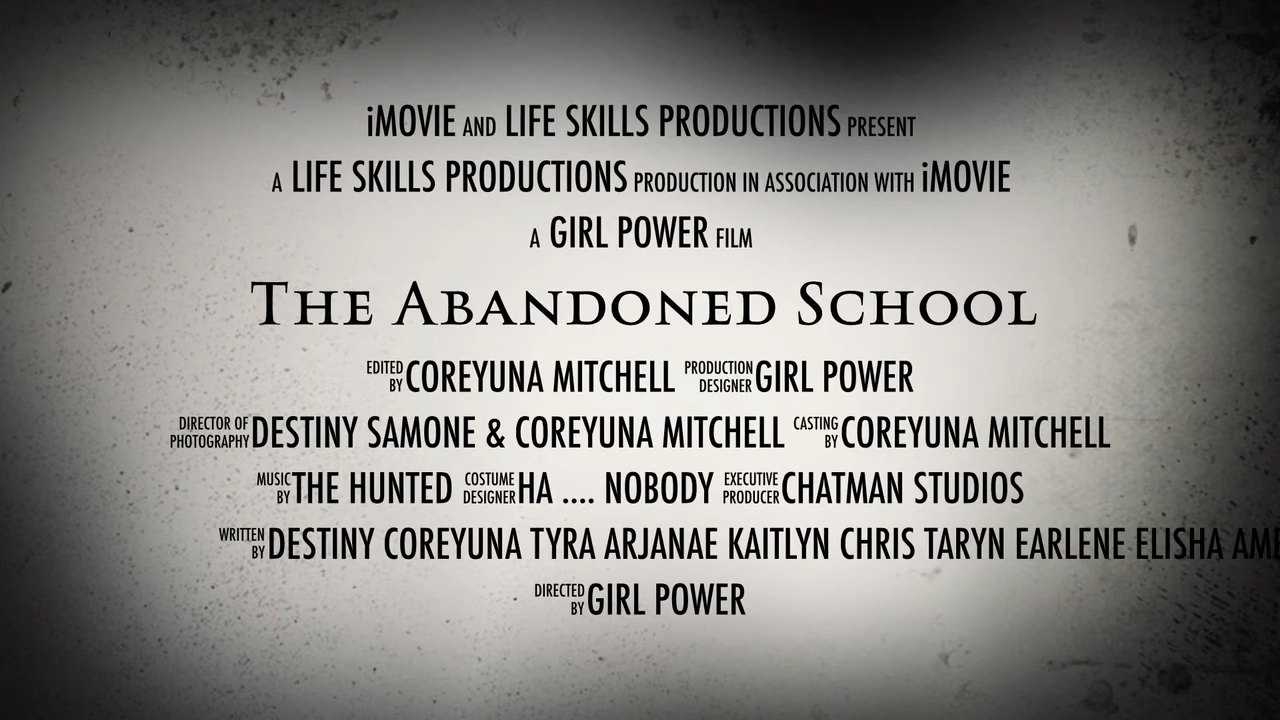 iMOVIE AND LIFE SKILLS PRODUCTIONS PRESENT
A LIFE SKILLS PRODUCTIONS PRODUCTION IN ASSOCIATION WITH iMOVIE
A GIRL POWER FILM
THE ABANDONED SCHOOL
EDITED BY COREYUNA MITCHELL PRODUCTION DESIGNER GIRL POWER
DIRECTOR OF PHOTOGRAPHY DESTINY SAMONE & COREYUNA MITCHELL CASTING BY COREYUNA MITCHELL
MUSIC BY THE HUNTED COSTUME DESIGNER HA .... NOBODY EXECUTIVE PRODUCER CHATMAN STUDIOS
WRITTEN BY DESTINY COREYUNA TYRA ARJANAE KAITLYN CHRIS TARYN EARLENE ELISHA
DIRECTED BY GIRL POWER